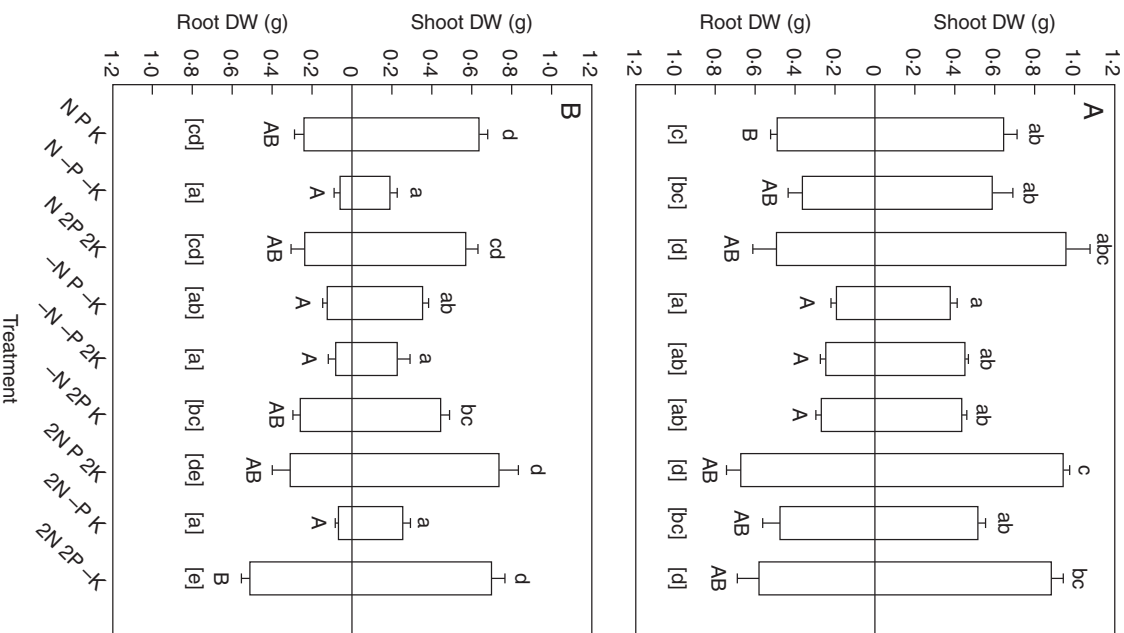 A
Shoot DW (g)
Root DW (g)
1·2
1·0
0·8
0·6
0·4
0·2
0
0·2
0·4
0·6
0·8
1·0
1·2
ab ab abc a ab ab c ab bc
B AB AB A A A AB AB AB
[c] [bc] [d] [a] [ab] [ab] [d] [bc] [d]
B
Shoot DW (g)
Root DW (g)
1·2
1·0
0·8
0·6
0·4
0·2
0
0·2
0·4
0·6
0·8
1·0
1·2
d a cd ab a bc d a d
AB A AB A A AB AB A B
[cd] [a] [cd] [ab] [a] [bc] [de] [a] [e]
N P K
N –P –K
N 2P 2K
–N P –K
–N –P 2K
–N 2P K
2N P 2K
2N –P K
2N 2P –K
Treatment